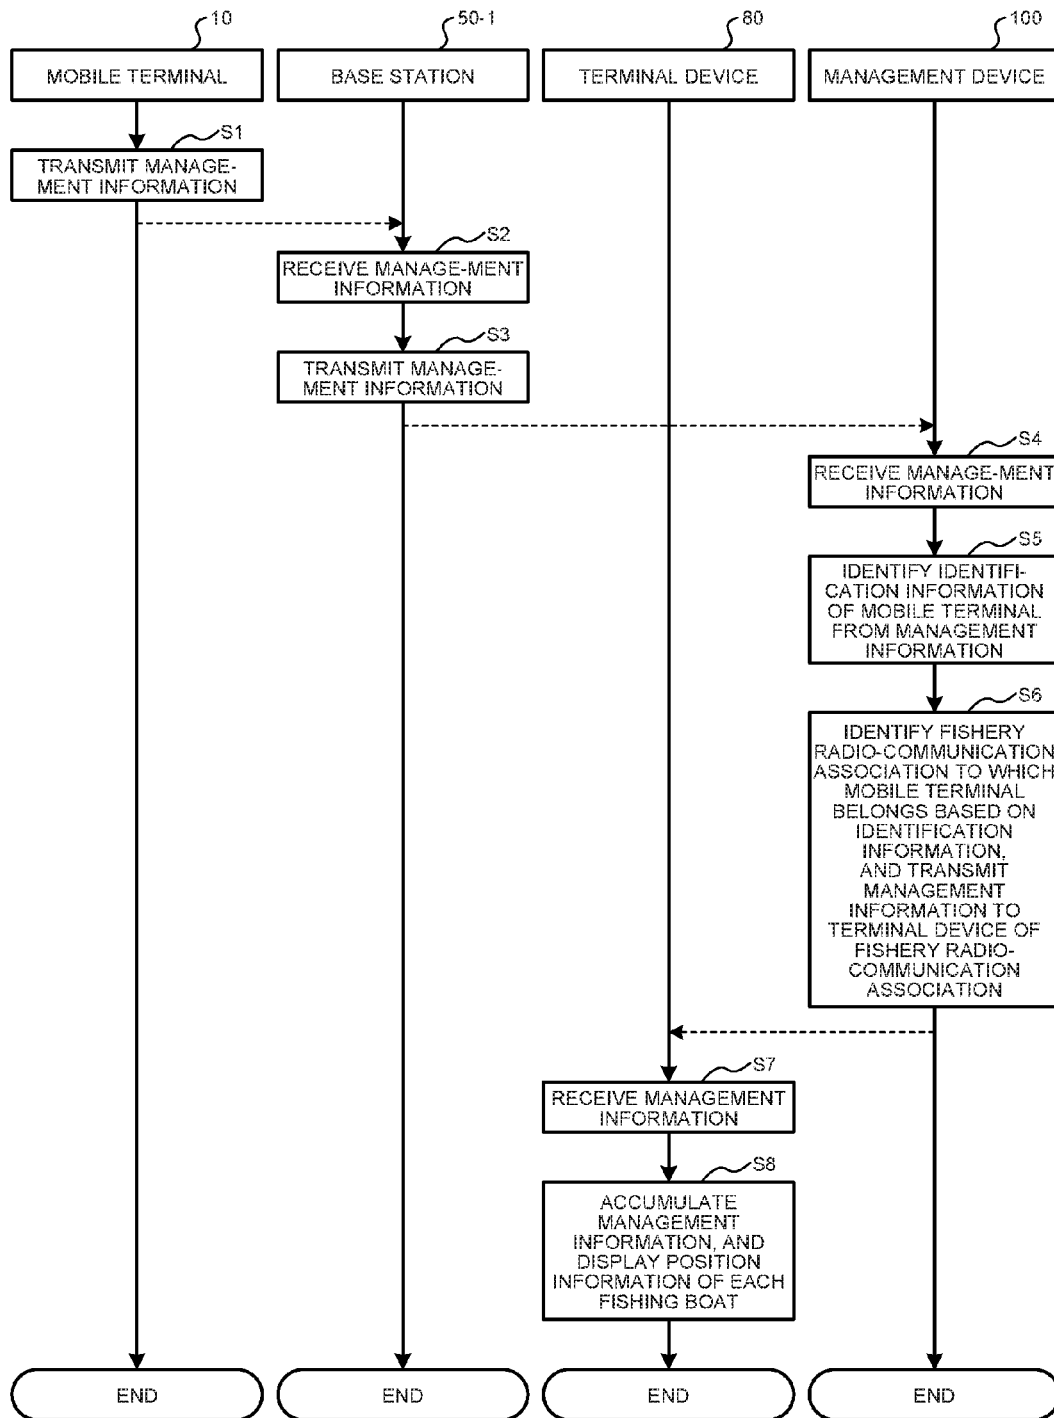 10
50-1
80
100
MOBILE TERMINAL
BASE STATION
TERMINAL DEVICE
MANAGEMENT DEVICE
S1
TRANSMIT MANAGE-
MENT INFORMATION
S2
RECEIVE MANAGE-MENT
INFORMATION
S3
TRANSMIT MANAGE-
MENT INFORMATION
S4
RECEIVE MANAGE-MENT
INFORMATION
S5
IDENTIFY IDENTIFI-
CATION INFORMATION
OF MOBILE TERMINAL
FROM MANAGEMENT
INFORMATION
S6
IDENTIFY FISHERY
RADIO-COMMUNICATION
ASSOCIATION TO WHICH
MOBILE TERMINAL
BELONGS BASED ON
IDENTIFICATION
INFORMATION,
AND TRANSMIT
MANAGEMENT
INFORMATION TO
TERMINAL DEVICE OF
FISHERY RADIO-
COMMUNICATION
ASSOCIATION
S7
RECEIVE MANAGEMENT
INFORMATION
S8
ACCUMULATE
MANAGEMENT
INFORMATION, AND
DISPLAY POSITION
INFORMATION OF EACH
FISHING BOAT
END
END
END
END